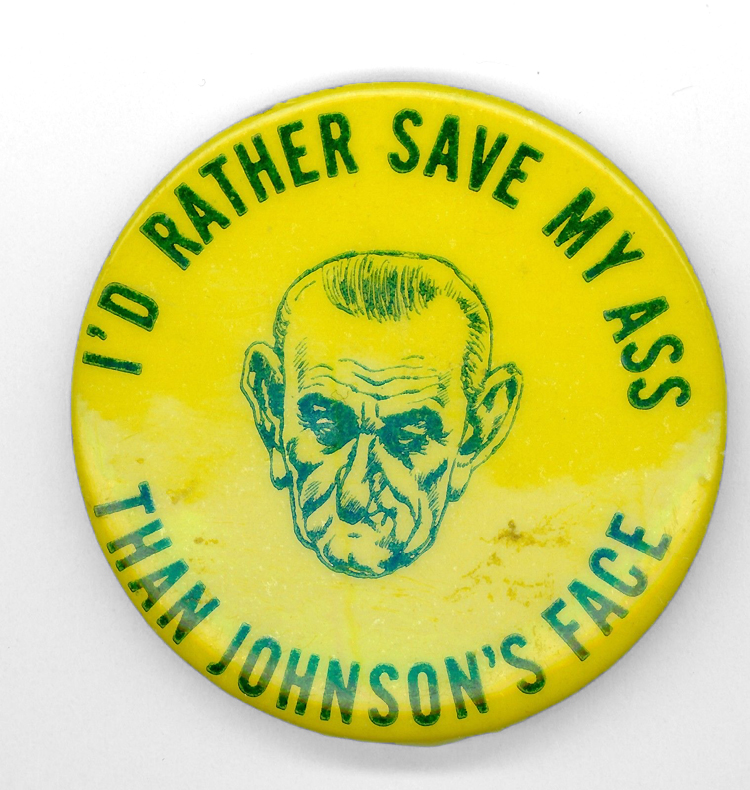 I'D RATHER SAVE MY ASS
THAN JOHNSON'S FACE